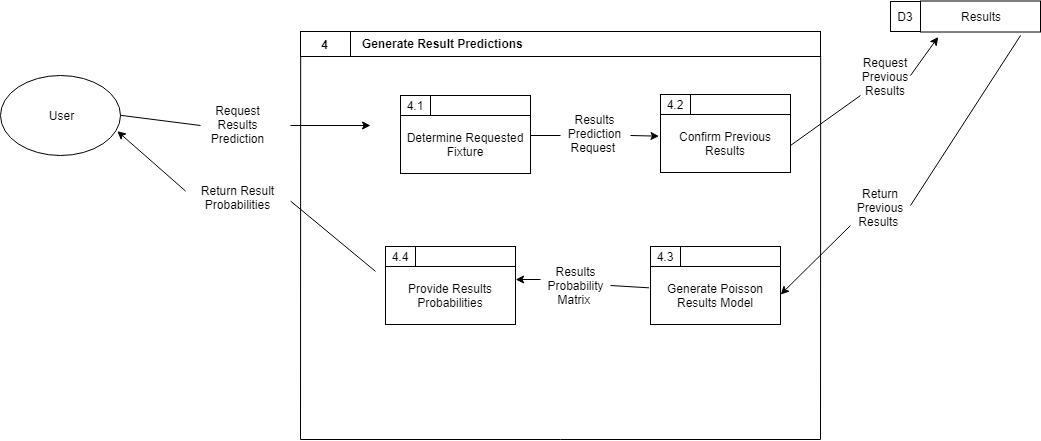 D3
Results
4
Generate Result Predictions
Request
Previous
Results
User
Request
Results
Prediction
4.1
Determine Requested
Fixture
Results
Prediction
Request
4.2
Confirm Previous
Results
Return Result
Probabilities
Return
Previous
Results
4.4
Provide Results
Probabilities
Results
Probability
Matrix
4.3
Generate Poisson
Results Model